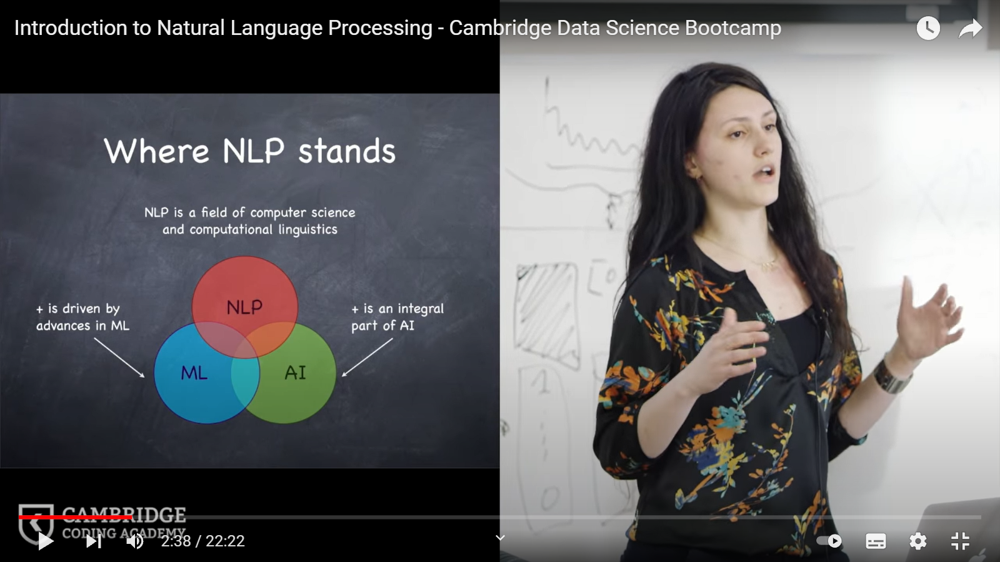 Introduction to Natural Language Processing - Cambridge Data Science Bootcamp
Where NLP stands
NLP is a field of computer science
and computational linguistics
NLP
+ is driven by
advances in ML
+ is an integral
part of AI
ML
AI
1
0
CAMBRIDGE
CODING ACADEMY
2:38 / 22:22